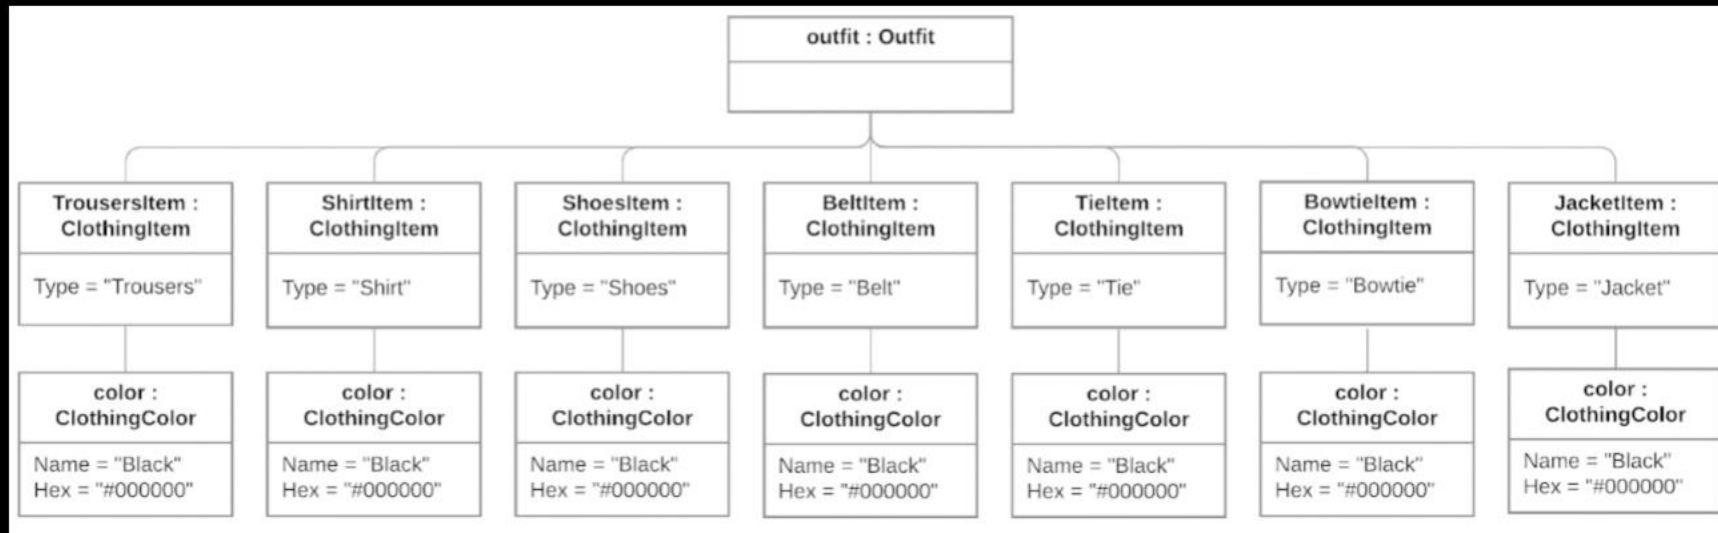 outfit : Outfit
TrousersItem :
ClothingItem
Type = "Trousers"
ShirtItem :
ClothingItem
Type = "Shirt"
ShoesItem :
ClothingItem
Type = "Shoes"
BeltItem :
ClothingItem
Type = "Belt"
TieItem :
ClothingItem
Type = "Tie"
BowtieItem :
ClothingItem
Type = "Bowtie"
JacketItem :
ClothingItem
Type = "Jacket"
color :
ClothingColor
Name = "Black"
Hex = "#000000"
color :
ClothingColor
Name = "Black"
Hex = "#000000"
color :
ClothingColor
Name = "Black"
Hex = "#000000"
color :
ClothingColor
Name = "Black"
Hex = "#000000"
color :
ClothingColor
Name = "Black"
Hex = "#000000"
color :
ClothingColor
Name = "Black"
Hex = "#000000"
color :
ClothingColor
Name = "Black"
Hex = "#000000"